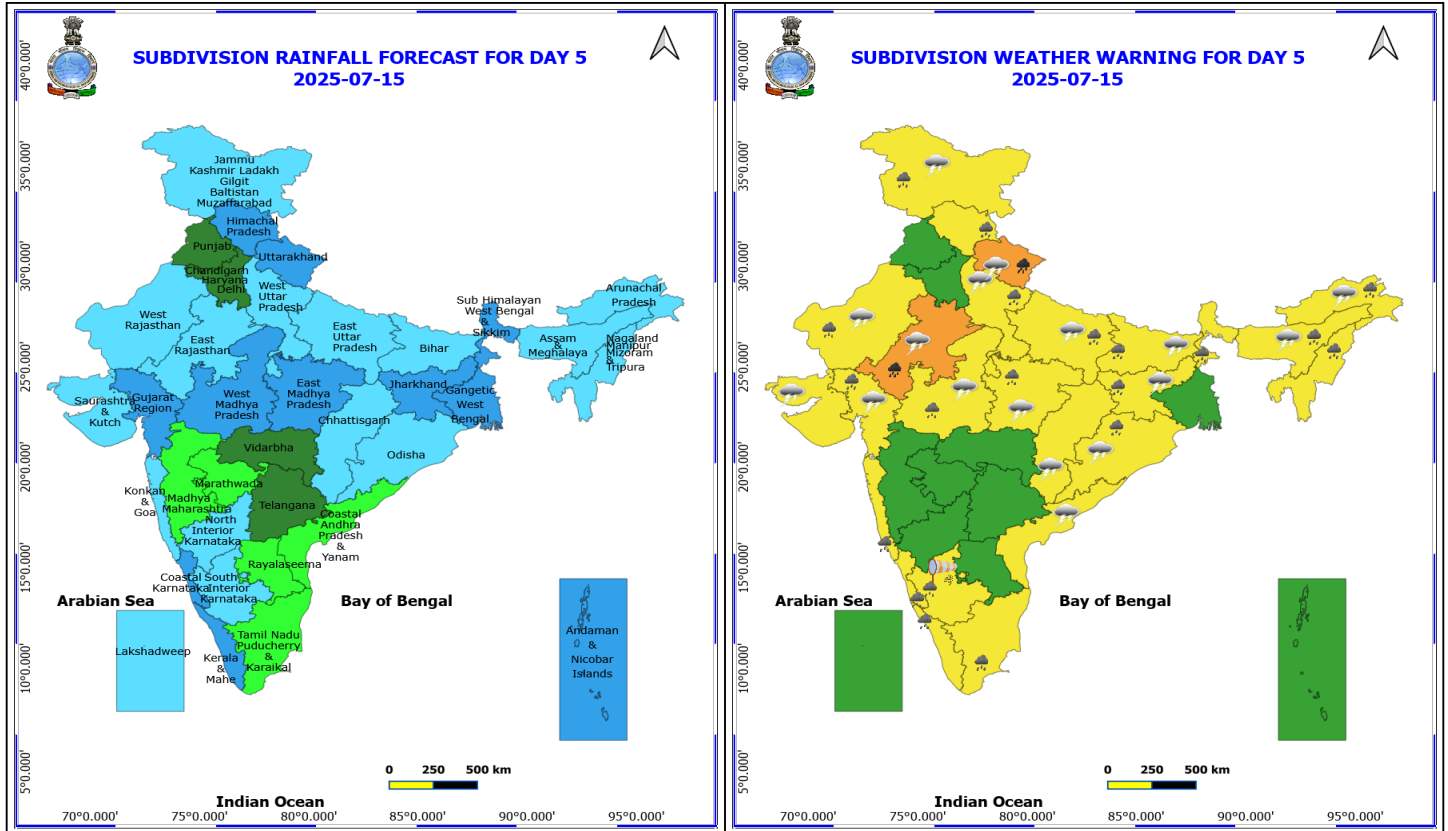 SUBDIVISION RAINFALL FORECAST FOR DAY 5
2025-07-15
40°0.000'
35°0.000'
30°0.000'
25°0.000'
20°0.000'
15°0.000'
10°0.000'
5°0.000'
Jammu
Kashmir Ladakh
Gilgit
Baltistan
Muzaffarabad
Himachal
Pradesh
Punjab
Uttarakhand
Chandigarh
Haryana
Delhi
West
Uttar
Pradesh
West
Rajasthan
East
Rajasthan
East
Uttar
Pradesh
Bihar
Sub Himalayan
West Bengal
&
Sikkim
Arunachal
Pradesh
Assam
&
Meghalaya
Nagaland
Manipur
Mizoram
&
Tripura
Saurashtra
&
Kutch
Gujarat
Region
West
Madhya
Pradesh
East
Madhya
Pradesh
Jharkhand
Gangetic
West
Bengal
Chhattisgarh
Odisha
Vidarbha
Marathwada
Madhya
Maharashtra
Konkan
&
Goa
Telangana
North
Interior
Karnataka
Coastal
Andhra
Pradesh
&
Yanam
Rayalaseema
Coastal
Karnataka
South
Interior
Karnataka
Tamil Nadu
Puducherry
&
Karaikal
Kerala
&
Mahe
Arabian Sea
Lakshadweep
Bay of Bengal
Andaman
&
Nicobar
Islands
0 250 500 km
Indian Ocean
70°0.000' 75°0.000' 80°0.000' 85°0.000' 90°0.000' 95°0.000'
SUBDIVISION WEATHER WARNING FOR DAY 5
2025-07-15
40°0.000'
35°0.000'
30°0.000'
25°0.000'
20°0.000'
15°0.000'
10°0.000'
5°0.000'
Arabian Sea
Bay of Bengal
0 250 500 km
Indian Ocean
70°0.000' 75°0.000' 80°0.000' 85°0.000' 90°0.000' 95°0.000'